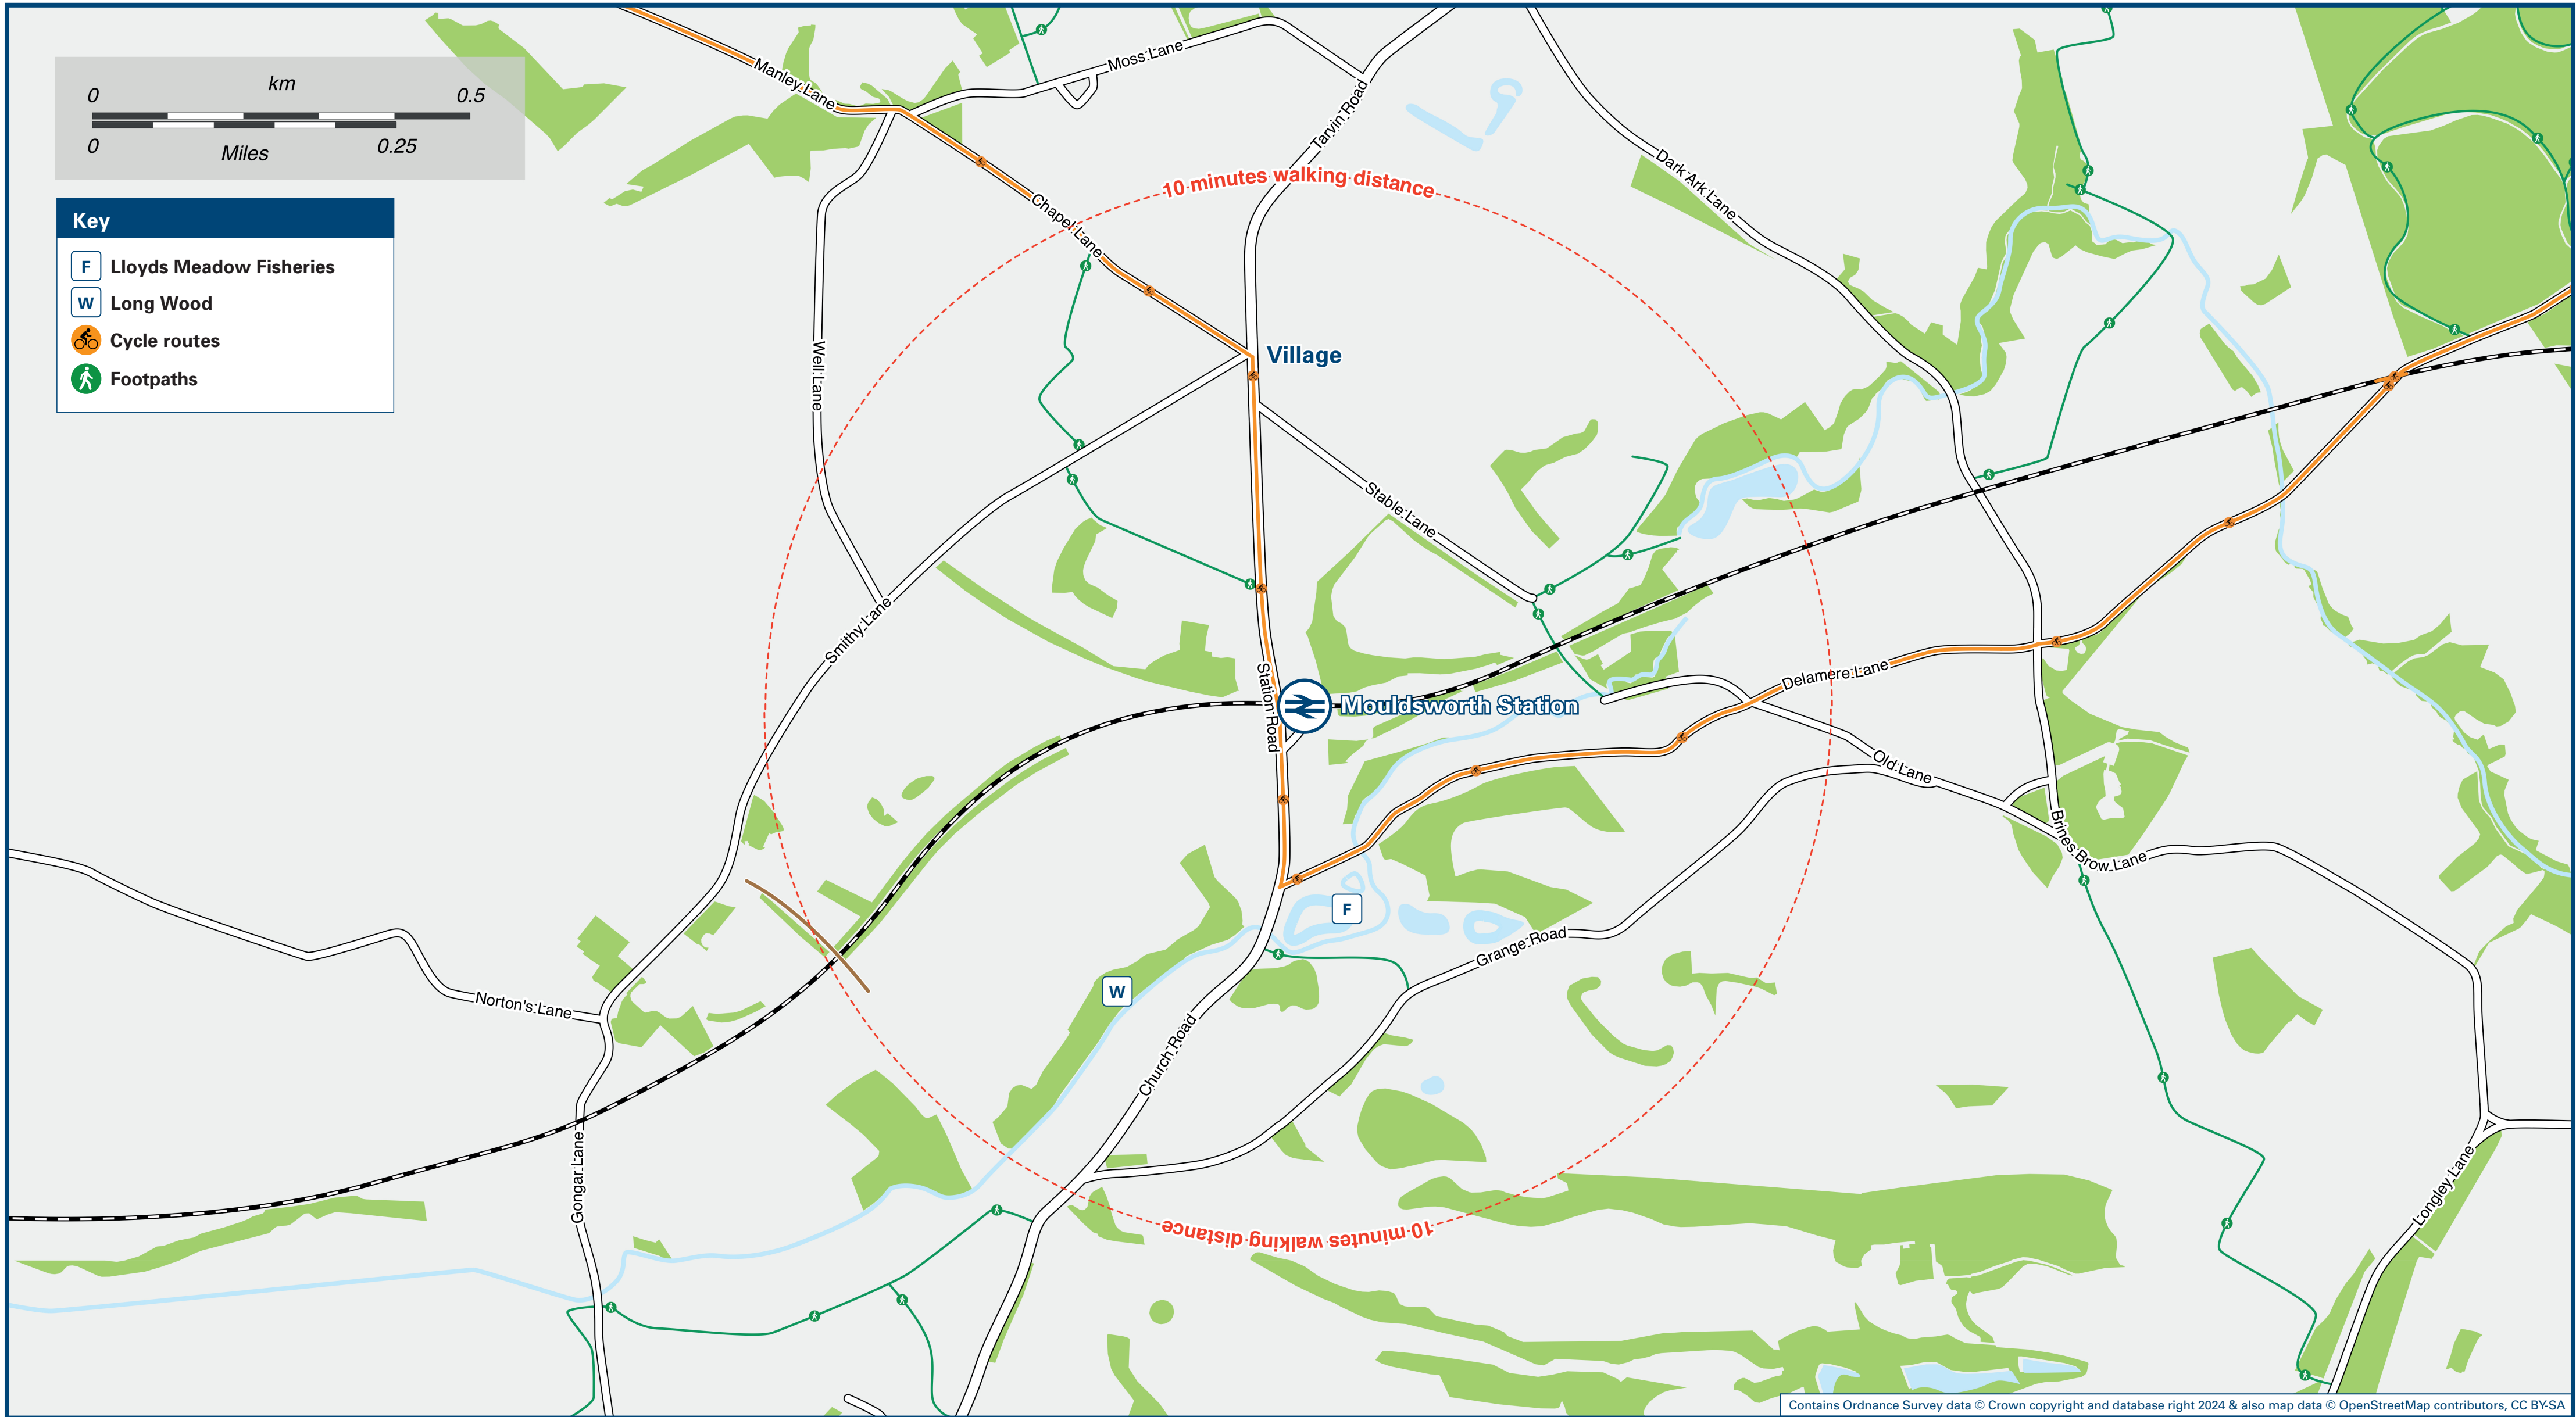 km
0 0.5
0 0.25
Miles
Key
F Lloyds Meadow Fisheries
W Long Wood
Cycle routes
Footpaths
Manley Lane
Moss Lane
Tarvin Road
Dark Ark Lane
10 minutes walking distance
Chapel Lane
Well Lane
Village
Stable Lane
Smithy Lane
Station Road
Mouldsworth Station
Delamere Lane
Old Lane
Brines Brow Lane
F
Grange Road
W
Norton's Lane
Church Road
Gongar Lane
Longley Lane
10 minutes walking distance
Contains Ordnance Survey data © Crown copyright and database right 2024 & also map data © OpenStreetMap contributors, CC BY-SA